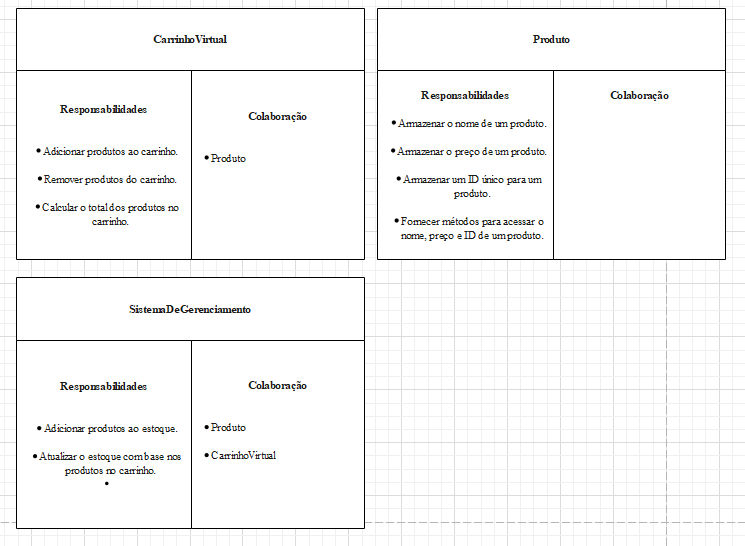 CarrinhoVirtual
Responsabilidades
• Adicionar produtos ao carrinho.
• Remover produtos do carrinho.
• Calcular o total dos produtos no
carrinho.
Colaboração
• Produto
Produto
Responsabilidades
• Armazenar o nome de um produto.
• Armazenar o preço de um produto.
• Armazenar um ID único para um
produto.
• Fornecer métodos para acessar o
nome, preço e ID de um produto.
Colaboração
SistemaDeGerenciamento
Responsabilidades
• Adicionar produtos ao estoque.
• Atualizar o estoque com base nos
produtos no carrinho.
•
Colaboração
• Produto
• CarrinhoVirtual